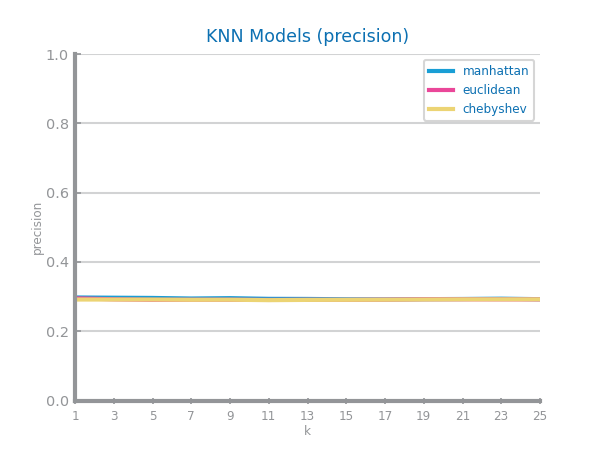 KNN Models (precision)
1.0
0.8
0.6
0.4
0.2
0.0
precision
manhattan
euclidean
chebyshev
1 3 5 7 9 11 13 15 17 19 21 23 25
k